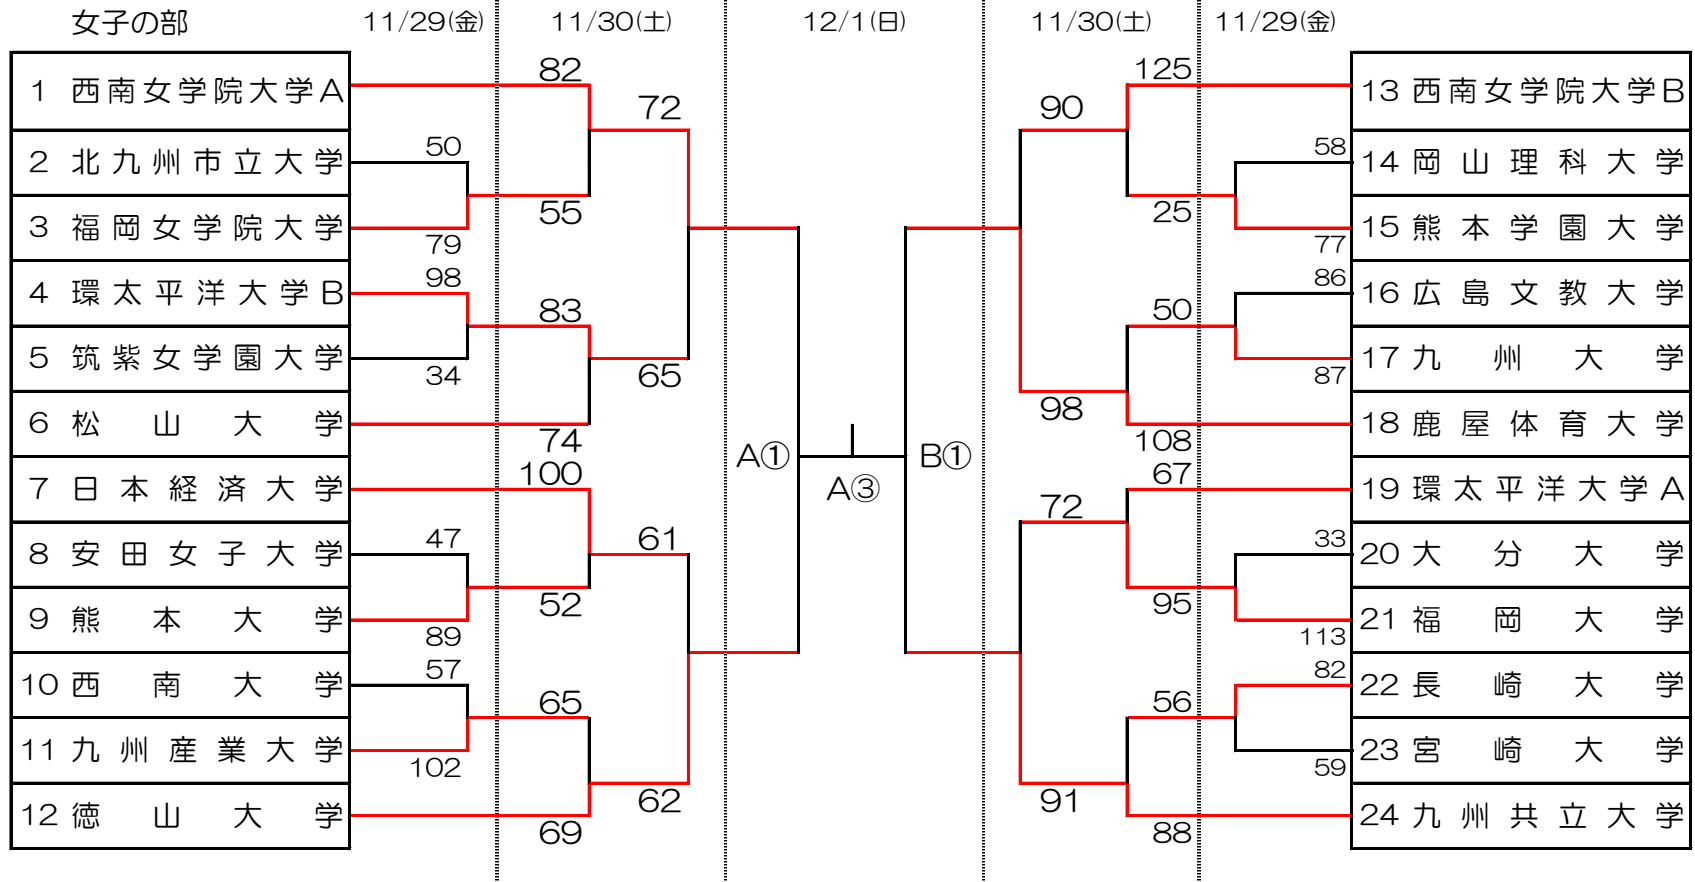 女子の部 11/29(金) 11/30(土) 12/1(日) 11/30(土) 11/29(金)
1 西南女学院大学A
2 北九州市立大学
3 福岡女学院大学
4 環太平洋大学B
5 筑紫女学園大学
6 松山大学
7 日本経済大学
8 安田女子大学
9 熊本大学
10 西南大学
11 九州産業大学
12 徳山大学
50
79
98
34
47
89
57
102
82
55
83
74
100
52
65
69
72
65
61
62
A①
A③
B①
90
98
72
91
125
25
50
108
67
95
56
88
58
77
86
87
33
113
82
59
13 西南女学院大学B
14 岡山理科大学
15 熊本学園大学
16 広島文教大学
17 九州大学
18 鹿屋体育大学
19 環太平洋大学A
20 大分大学
21 福岡大学
22 長崎大学
23 宮崎大学
24 九州共立大学